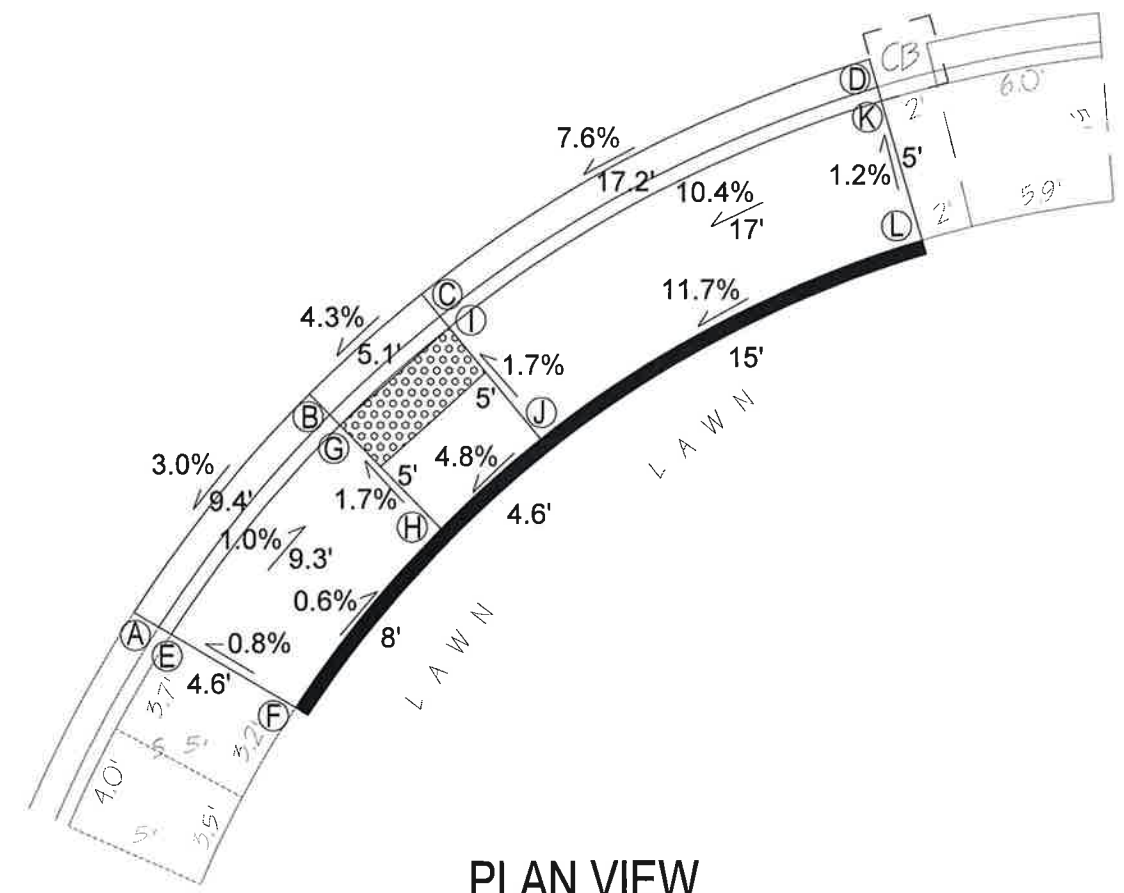 CB
D
6.0'
7.6%
K
2'
5'
17.2'
10.4%
1.2%
5'
17'
L
2'
5.9'
C
11.7%
4.3%
I
5.1'
1.7%
15'
B
5'
J
G
4.8%
LAWN
3.0%
5'
9.4'
1.7%
4.6'
H
1.0%
9.3'
0.6%
8'
A
0.8%
LAWN
E
4.6'
F
3.7'
3.2'
5'
4.0'
5'
3.5'
PLAN VIEW